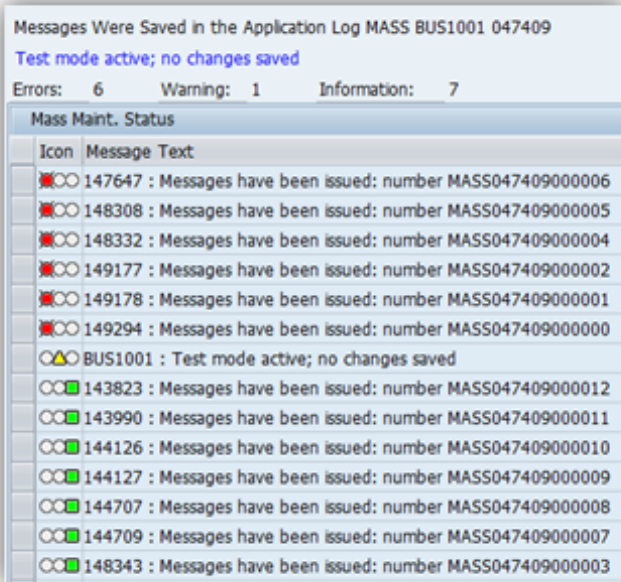 Messages Were Saved in the Application Log MASS BUS1001 047409
Test mode active; no changes saved
Errors: 6 Warning: 1 Information: 7
Mass Maint. Status
Icon Message Text
147647 : Messages have been issued: number MASS047409000006
148308 : Messages have been issued: number MASS047409000005
148332 : Messages have been issued: number MASS047409000004
149177 : Messages have been issued: number MASS047409000002
149178 : Messages have been issued: number MASS047409000001
149294 : Messages have been issued: number MASS047409000000
BUS1001 : Test mode active; no changes saved
143823 : Messages have been issued: number MASS047409000012
143990 : Messages have been issued: number MASS047409000011
144126 : Messages have been issued: number MASS047409000010
144127 : Messages have been issued: number MASS047409000009
144707 : Messages have been issued: number MASS047409000008
144709 : Messages have been issued: number MASS047409000007
148343 : Messages have been issued: number MASS047409000003